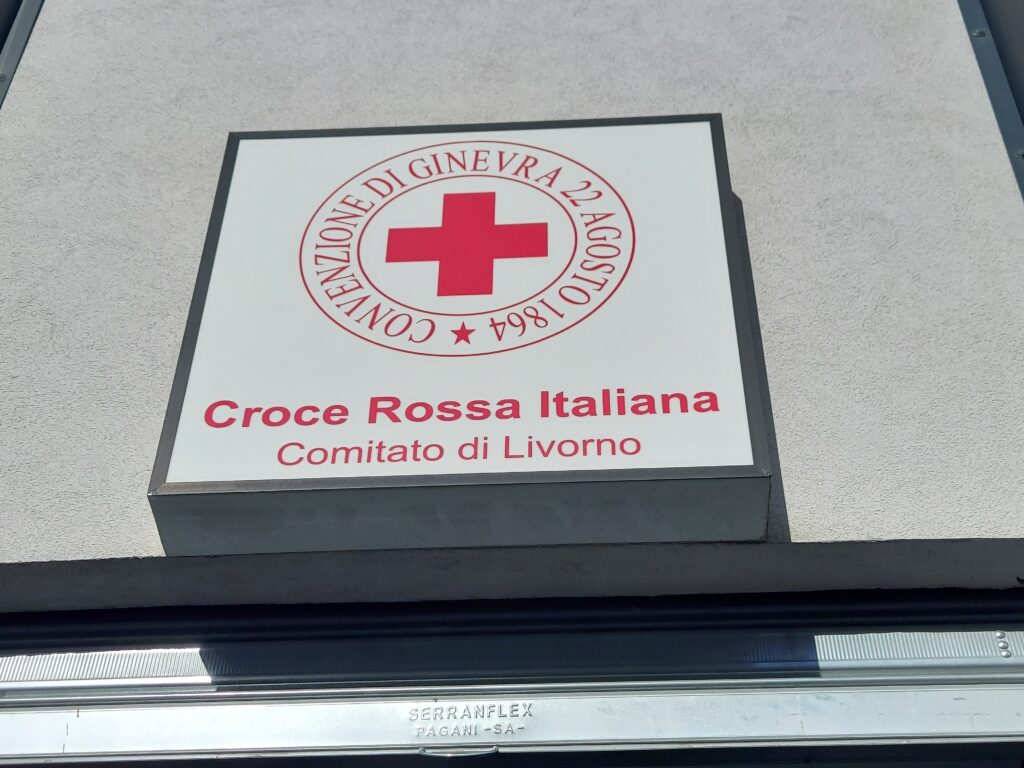 CONVENZIONE DI GINEVRA 22 AGOSTO 1864
Croce Rossa Italiana
Comitato di Livorno
SERRANFLEX
PAGANI -SA-